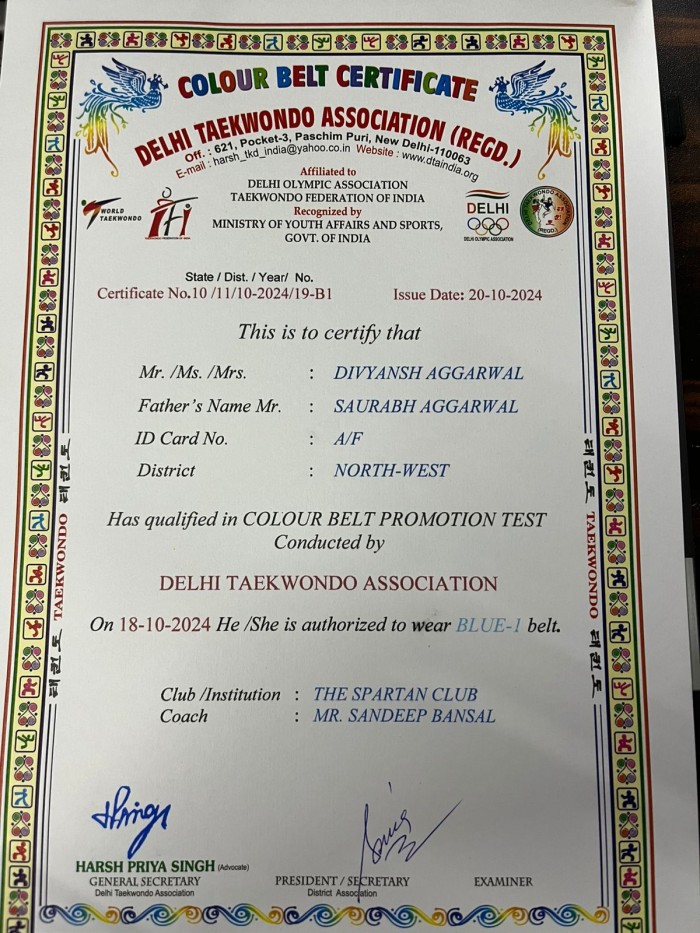 COLOUR BELT CERTIFICATE
DELHI TAEKWONDO ASSOCIATION (REGD.)
Off. : 621, Pocket-3, Paschim Puri, New Delhi-110063
E-mail : harsh_tkd_india@yahoo.co.in Website : www.dtaindia.org
Affiliated to
DELHI OLYMPIC ASSOCIATION
TAEKWONDO FEDERATION OF INDIA
Recognized by
MINISTRY OF YOUTH AFFAIRS AND SPORTS,
GOVT. OF INDIA
WORLD
TAEKWONDO
DELHI
DELHI OLYMPIC ASSOCIATION
(REGD.)
State / Dist. / Year/ No.
Certificate No.10 /11/10-2024/19-B1 Issue Date: 20-10-2024
This is to certify that
Mr. /Ms. /Mrs. : DIVYANSH AGGARWAL
Father's Name Mr. : SAURABH AGGARWAL
ID Card No. : A/F
District : NORTH-WEST
Has qualified in COLOUR BELT PROMOTION TEST
Conducted by
DELHI TAEKWONDO ASSOCIATION
On 18-10-2024 He /She is authorized to wear BLUE-1 belt.
Club /Institution : THE SPARTAN CLUB
Coach : MR. SANDEEP BANSAL
태권도 TAEKWONDO 태권도
태권도 TAEKWONDO 태권도
HARSH PRIYA SINGH (Advocate)
GENERAL SECRETARY
Delhi Taekwondo Association
PRESIDENT / SECRETARY
District Association
EXAMINER